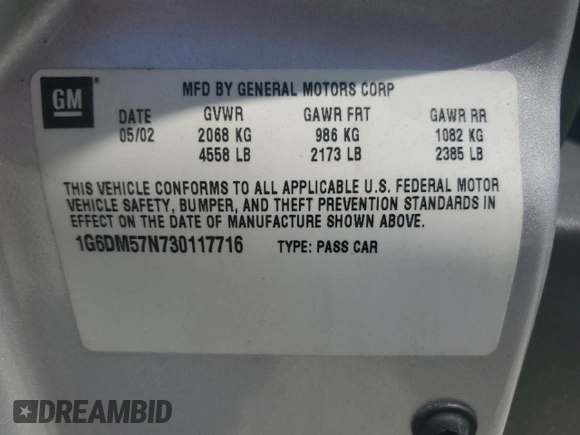 GM ®
MFD BY GENERAL MOTORS CORP
DATE GVWR GAWR FRT GAWR RR
05/02 2068 KG 986 KG 1082 KG
4558 LB 2173 LB 2385 LB
THIS VEHICLE CONFORMS TO ALL APPLICABLE U.S. FEDERAL MOTOR
VEHICLE SAFETY, BUMPER, AND THEFT PREVENTION STANDARDS IN
EFFECT ON THE DATE OF MANUFACTURE SHOWN ABOVE.
1G6DM57N730117716 TYPE: PASS CAR
DREAMBID